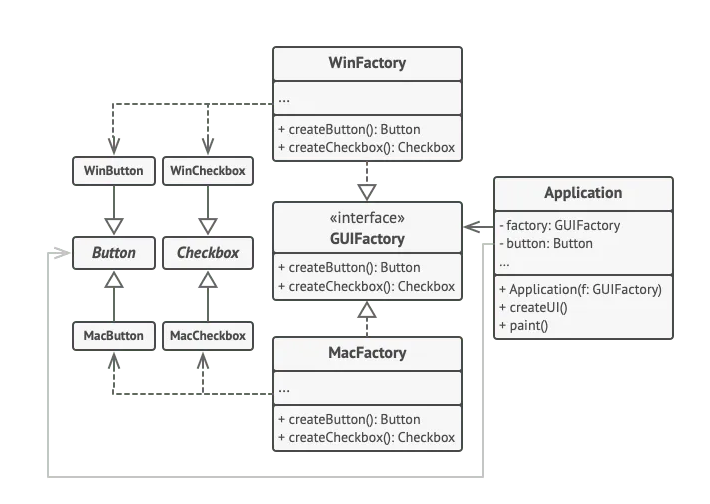 WinFactory
...
+ createButton(): Button
+ createCheckbox(): Checkbox
WinButton
WinCheckbox
Button
Checkbox
MacButton
MacCheckbox
«interface»
GUIFactory
+ createButton(): Button
+ createCheckbox(): Checkbox
Application
- factory: GUIFactory
- button: Button
...
+ Application(f: GUIFactory)
+ createUI()
+ paint()
MacFactory
...
+ createButton(): Button
+ createCheckbox(): Checkbox